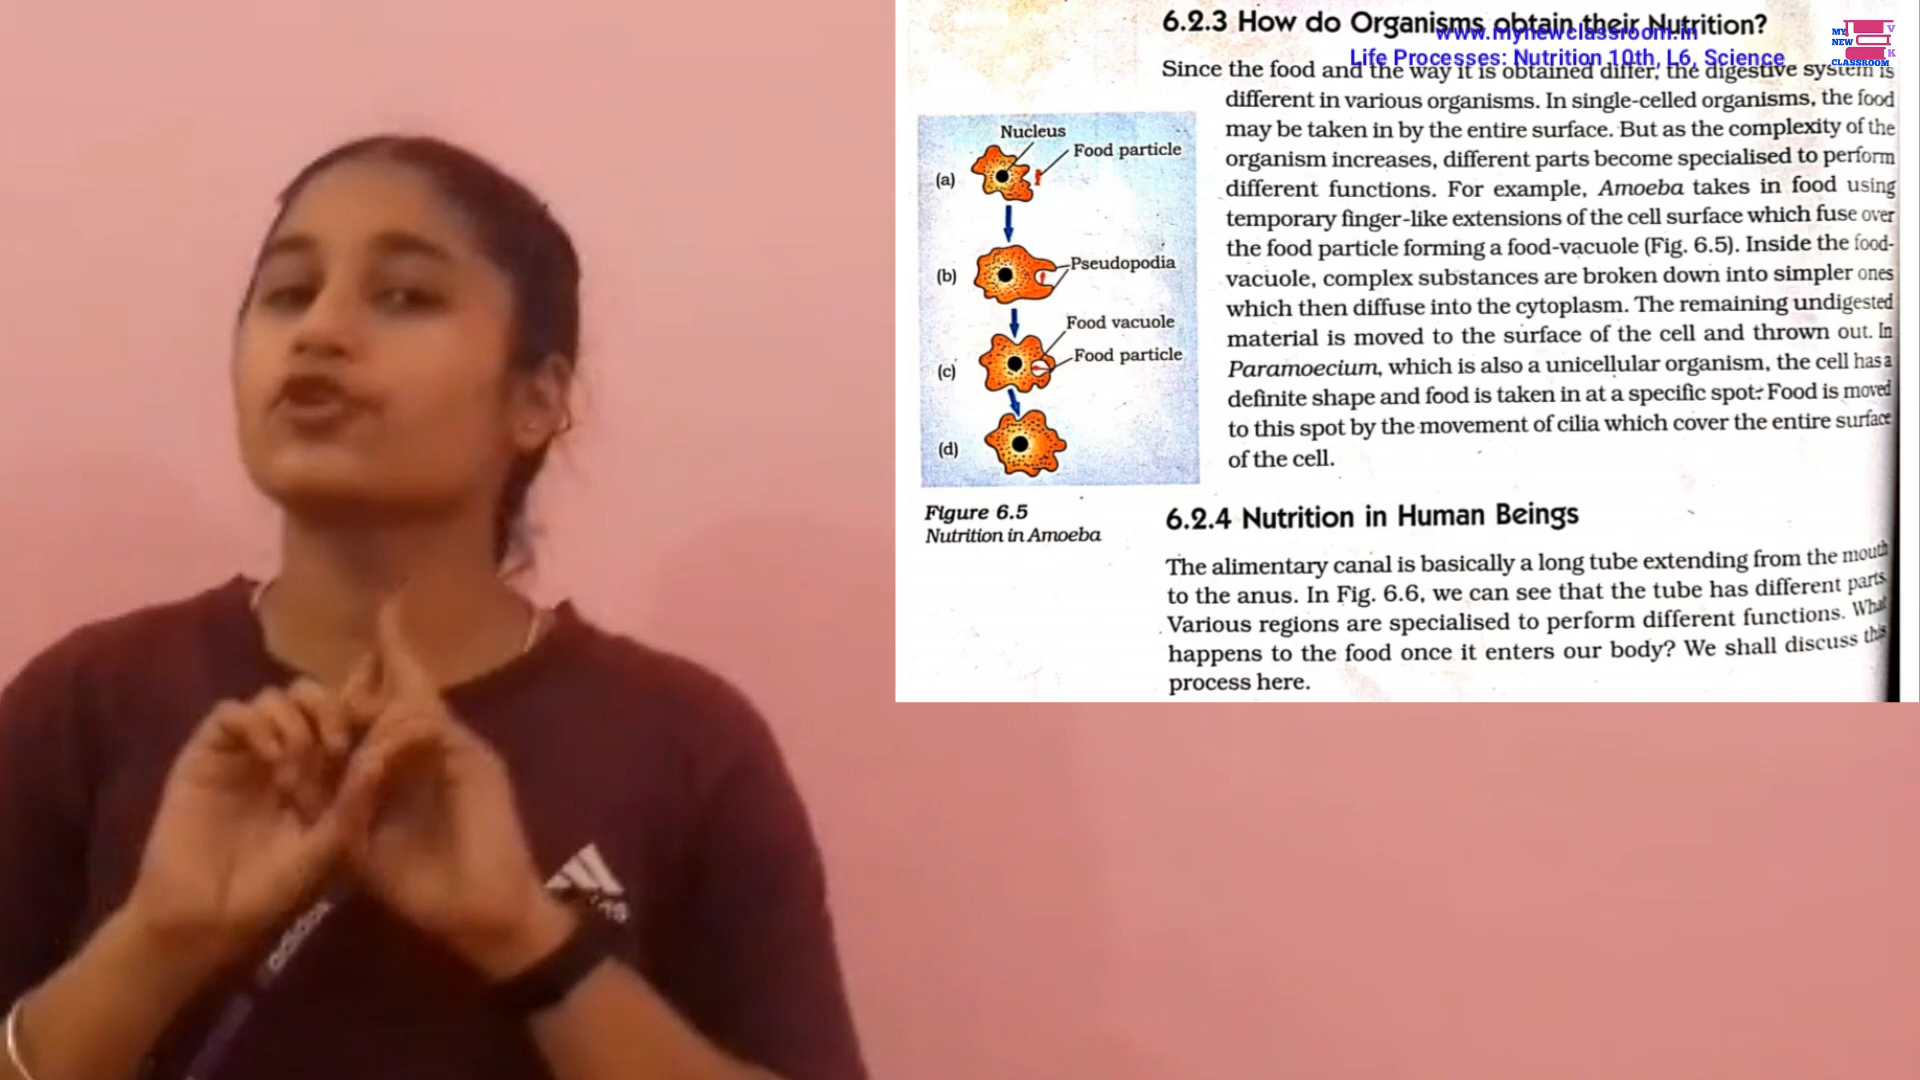 6.2.3 How do Organisms obtain their Nutrition?
www.mynewclassroom.in
Life Processes: Nutrition 10th, L6, Science
MY
NEW
CLASSROOM
V
K
Since the food and the way it is obtained differ, the digestive system is
different in various organisms. In single-celled organisms, the food
may be taken in by the entire surface. But as the complexity of the
organism increases, different parts become specialised to perform
different functions. For example, Amoeba takes in food using
temporary finger-like extensions of the cell surface which fuse over
the food particle forming a food-vacuole (Fig. 6.5). Inside the food-
vacuole, complex substances are broken down into simpler ones
which then diffuse into the cytoplasm. The remaining undigested
material is moved to the surface of the cell and thrown out. In
Paramoecium, which is also a unicellular organism, the cell has a
definite shape and food is taken in at a specific spot. Food is moved
to this spot by the movement of cilia which cover the entire surface
of the cell.
Nucleus
Food particle
(a)
(b)
Pseudopodia
Food vacuole
Food particle
(c)
(d)
Figure 6.5
Nutrition in Amoeba
6.2.4 Nutrition in Human Beings
The alimentary canal is basically a long tube extending from the mouth
to the anus. In Fig. 6.6, we can see that the tube has different parts.
Various regions are specialised to perform different functions. What
happens to the food once it enters our body? We shall discuss this
process here.
adidas